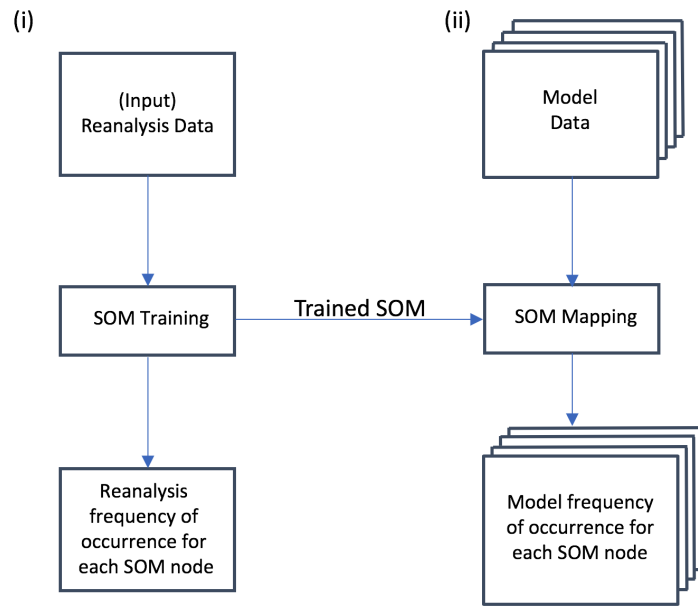 (i)
(Input)
Reanalysis Data
SOM Training
Reanalysis
frequency of
occurrence for
each SOM node
Trained SOM
(ii)
Model
Data
SOM Mapping
Model frequency
of occurrence for
each SOM node